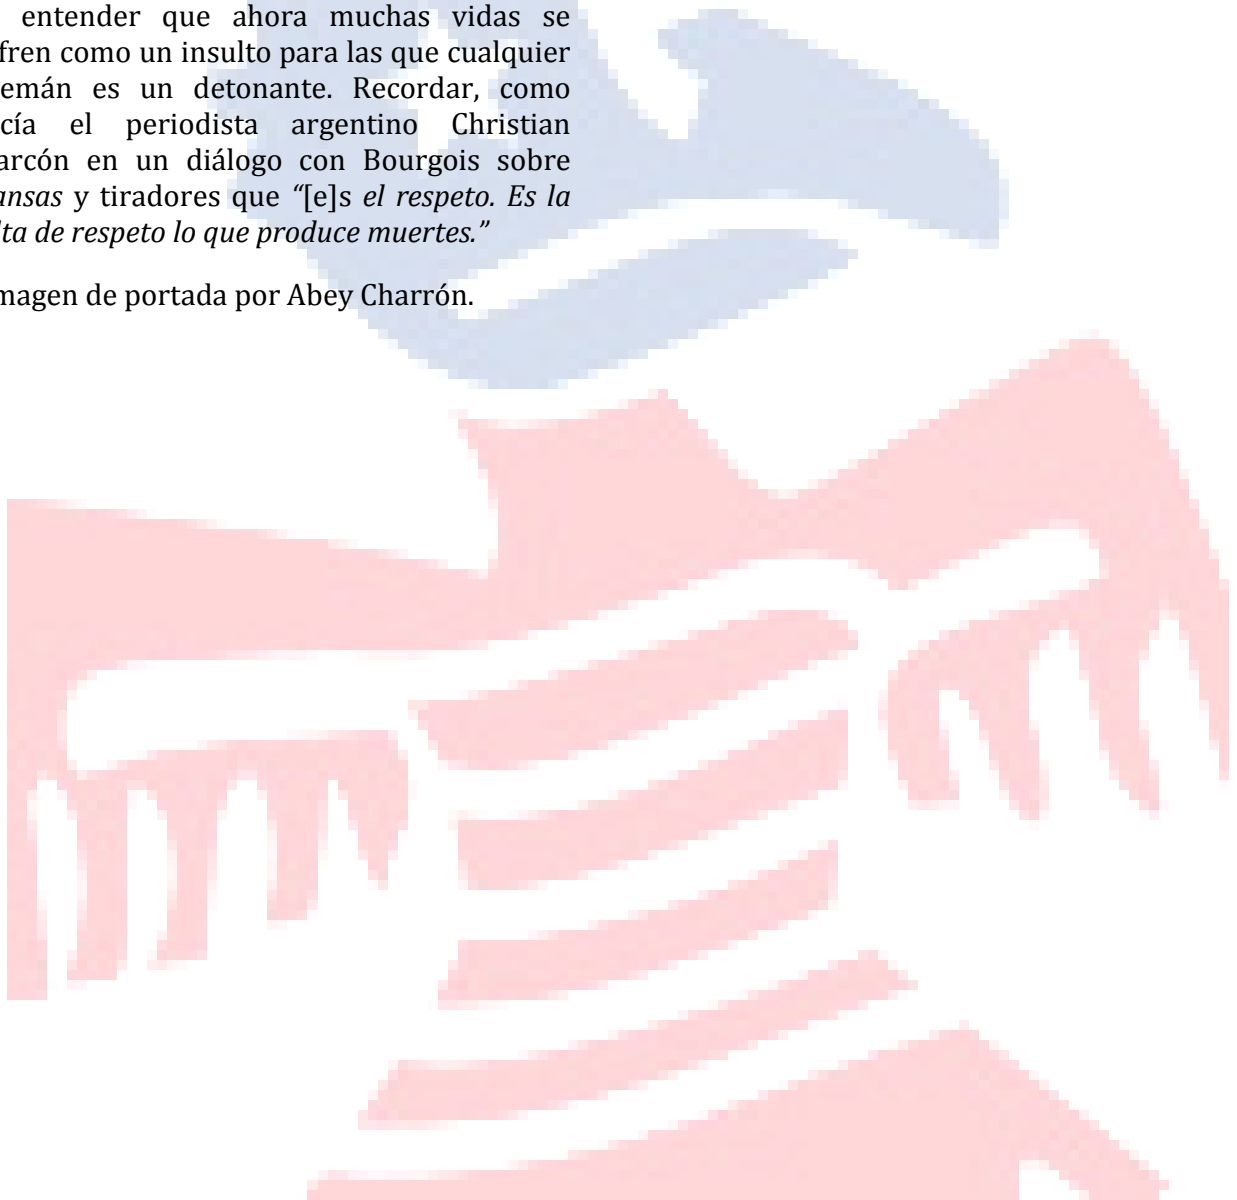 entender que ahora muchas vidas se
fren como un insulto para las que cualquier
emán es un detonante. Recordar, como
cía el periodista argentino Christian
arcón en un diálogo con Bourgois sobre
ansas y tiradores que “[e]s el respeto. Es la
lta de respeto lo que produce muertes.”
magen de portada por Abey Charrón.